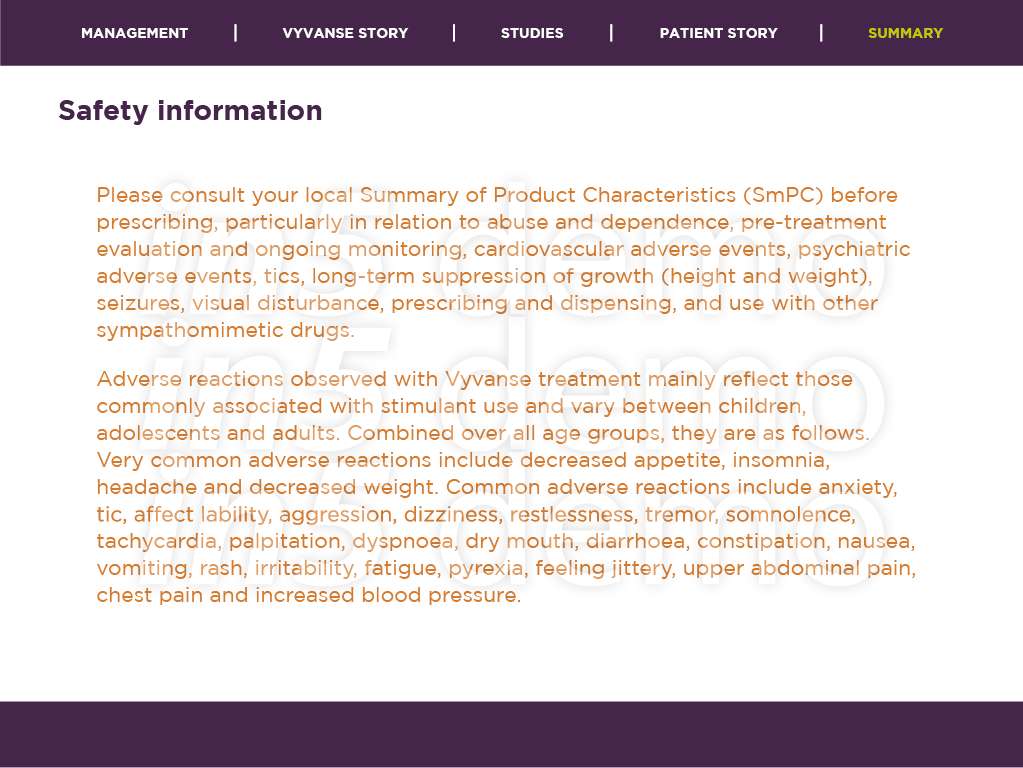 MANAGEMENT | VYVANSE STORY | STUDIES | PATIENT STORY | SUMMARY
Safety information
Please consult your local Summary of Product Characteristics (SmPC) before
prescribing, particularly in relation to abuse and dependence, pre-treatment
evaluation and ongoing monitoring, cardiovascular adverse events, psychiatric
adverse events, tics, long-term suppression of growth (height and weight),
seizures, visual disturbance, prescribing and dispensing, and use with other
sympathomimetic drugs.
Adverse reactions observed with Vyvanse treatment mainly reflect those
commonly associated with stimulant use and vary between children,
adolescents and adults. Combined over all age groups, they are as follows.
Very common adverse reactions include decreased appetite, insomnia,
headache and decreased weight. Common adverse reactions include anxiety,
tic, affect lability, aggression, dizziness, restlessness, tremor, somnolence,
tachycardia, palpitation, dyspnoea, dry mouth, diarrhoea, constipation, nausea,
vomiting, rash, irritability, fatigue, pyrexia, feeling jittery, upper abdominal pain,
chest pain and increased blood pressure.
in5 demo
in5 demo
in5 demo